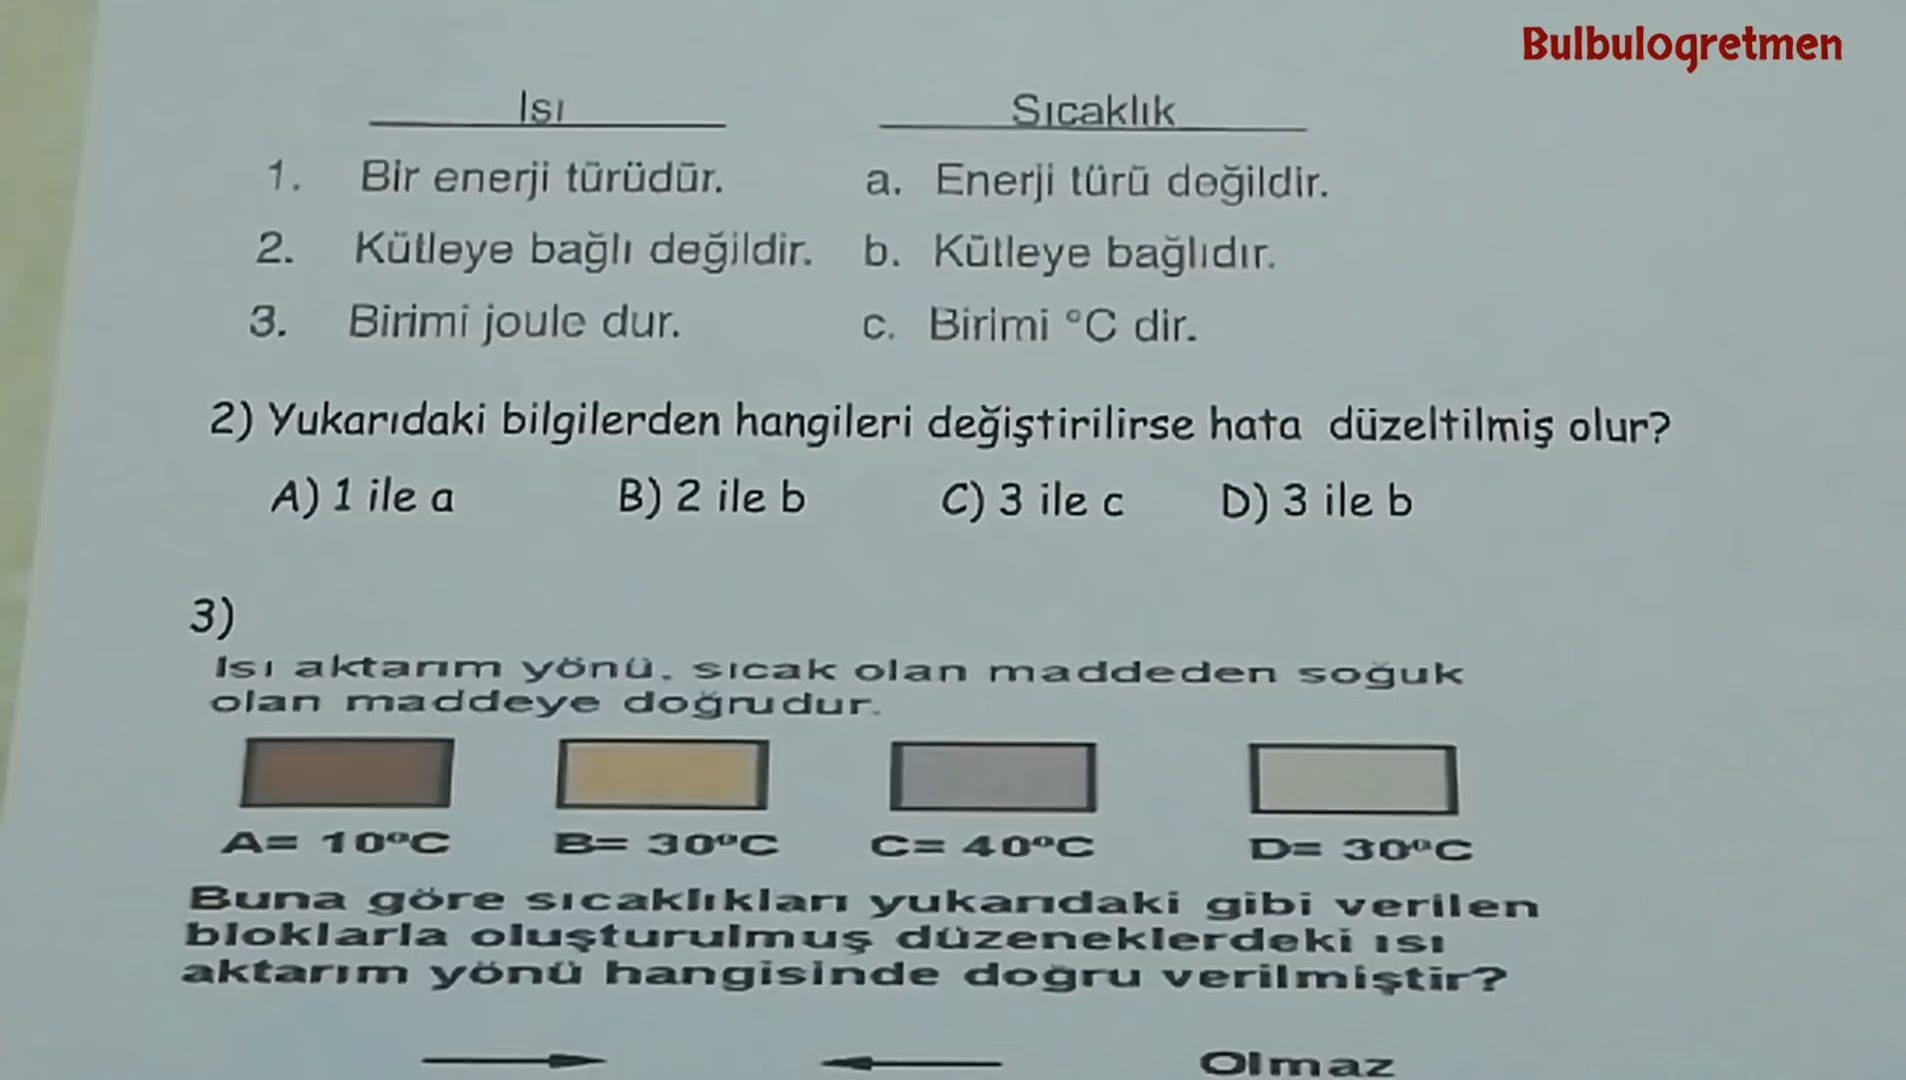 Bulbulogretmen
Isı Sıcaklık
1. Bir enerji türüdür. a. Enerji türü değildir.
2. Kütleye bağlı değildir. b. Kütleye bağlıdır.
3. Birimi joule dur. c. Birimi °C dir.
2) Yukarıdaki bilgilerden hangileri değiştirilirse hata düzeltilmiş olur?
A) 1 ile a B) 2 ile b C) 3 ile c D) 3 ile b
3)
Isı aktarım yönü, sıcak olan maddeden soğuk
olan maddeye doğrudur.
A= 10°C B= 30°C C= 40°C D= 30°C
Buna göre sıcaklıkları yukarıdaki gibi verilen
bloklarla oluşturulmuş düzeneklerdeki ısı
aktarım yönü hangisinde doğru verilmiştir?
Olmaz